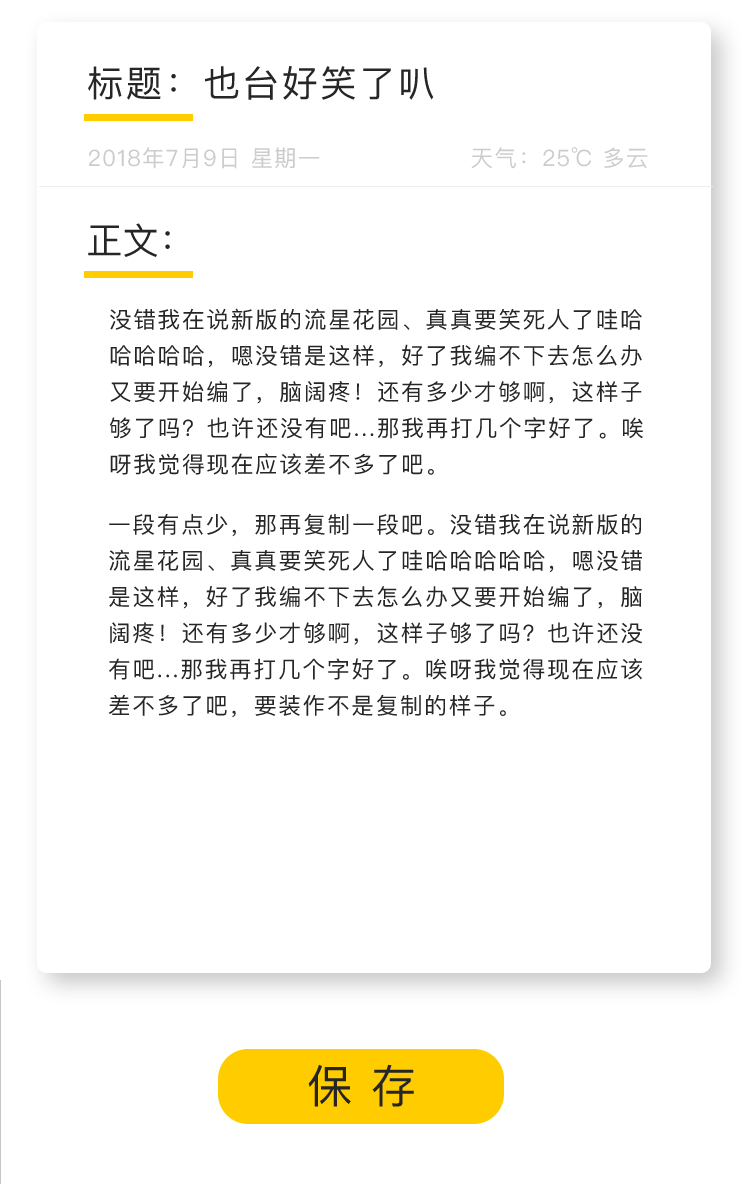 标题：也台好笑了叭
2018年7月9日 星期一
天气：25℃ 多云
正文：
没错我在说新版的流星花园、真真要笑死人了哇哈
哈哈哈哈，嗯没错是这样，好了我编不下去怎么办
又要开始编了，脑阔疼！还有多少才够啊，这样子
够了吗？也许还没有吧...那我再打几个字好了。唉
呀我觉得现在应该差不多了吧。
一段有点少，那再复制一段吧。没错我在说新版的
流星花园、真真要笑死人了哇哈哈哈哈哈，嗯没错
是这样，好了我编不下去怎么办又要开始编了，脑
阔疼！还有多少才够啊，这样子够了吗？也许还没
有吧...那我再打几个字好了。唉呀我觉得现在应该
差不多了吧，要装作不是复制的样子。
保 存